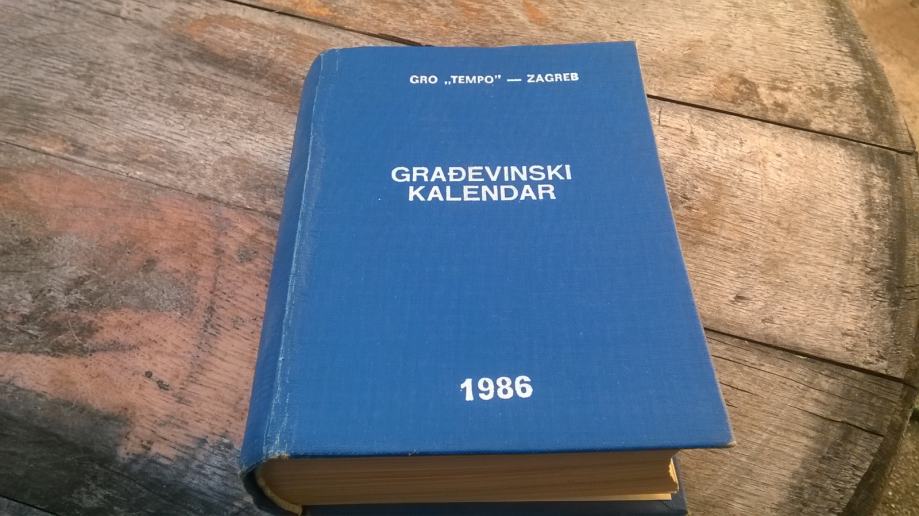 GRO „TEMPO" — ZAGREB
GRAĐEVINSKI
KALENDAR
1986